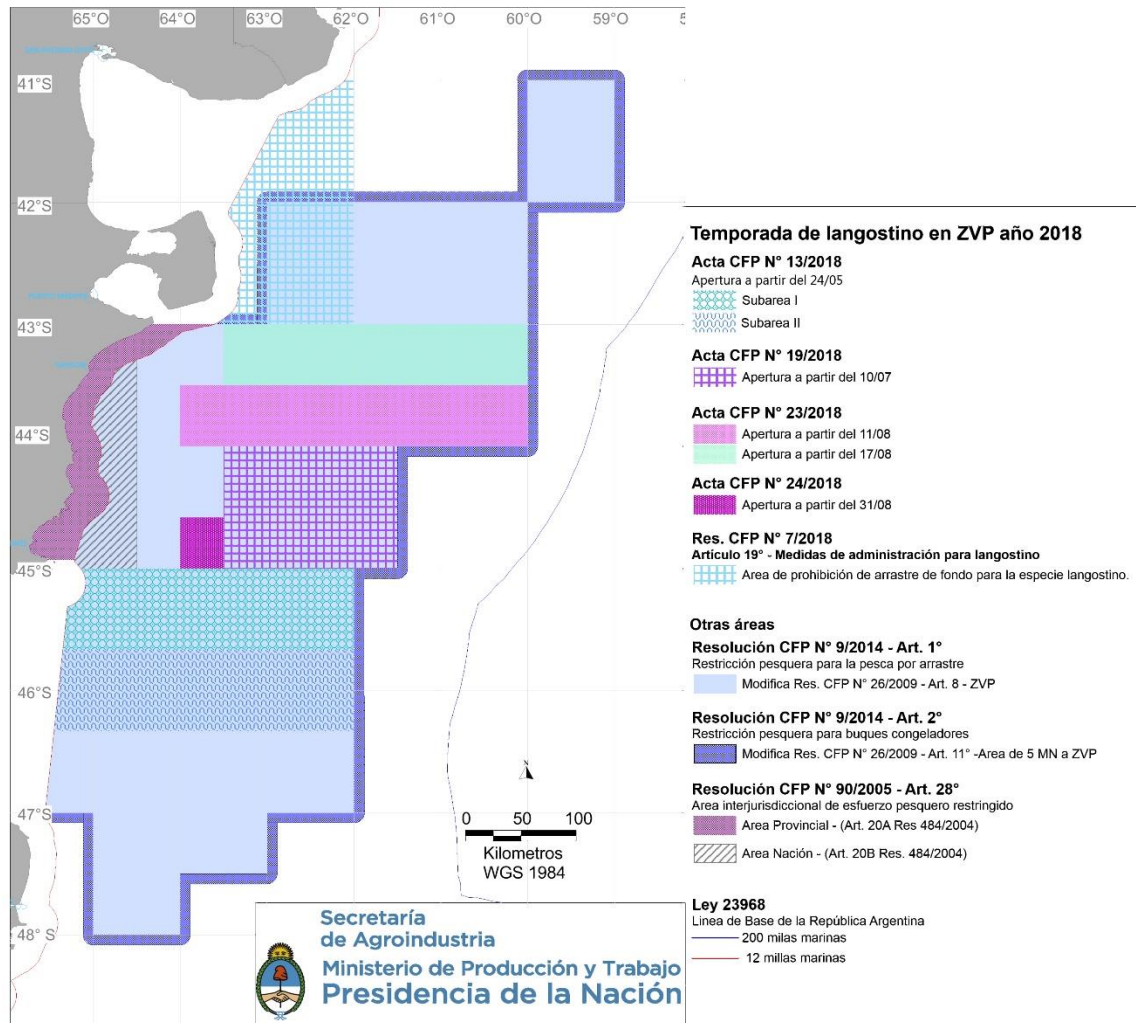 65°O 64°O 63°O 62°O 61°O 60°O 59°O 5
41°S
42°S
43°S
44°S
45°S
46°S
47°S
48° S
N
0 50 100
Kilometros
WGS 1984
Secretaría
de Agroindustria
Ministerio de Producción y Trabajo
Presidencia de la Nación
Temporada de langostino en ZVP año 2018
Acta CFP N° 13/2018
Apertura a partir del 24/05
Subarea I
Subarea II
Acta CFP N° 19/2018
Apertura a partir del 10/07
Acta CFP N° 23/2018
Apertura a partir del 11/08
Apertura a partir del 17/08
Acta CFP N° 24/2018
Apertura a partir del 31/08
Res. CFP N° 7/2018
Artículo 19° - Medidas de administración para langostino
Area de prohibición de arrastre de fondo para la especie langostino.
Otras áreas
Resolución CFP N° 9/2014 - Art. 1°
Restricción pesquera para la pesca por arrastre
Modifica Res. CFP N° 26/2009 - Art. 8 - ZVP
Resolución CFP N° 9/2014 - Art. 2°
Restricción pesquera para buques congeladores
Modifica Res. CFP N° 26/2009 - Art. 11° -Area de 5 MN a ZVP
Resolución CFP N° 90/2005 - Art. 28°
Area interjurisdiccional de esfuerzo pesquero restringido
Area Provincial - (Art. 20A Res 484/2004)
Area Nación - (Art. 20B Res. 484/2004)
Ley 23968
Linea de Base de la República Argentina
200 milas marinas
12 millas marinas